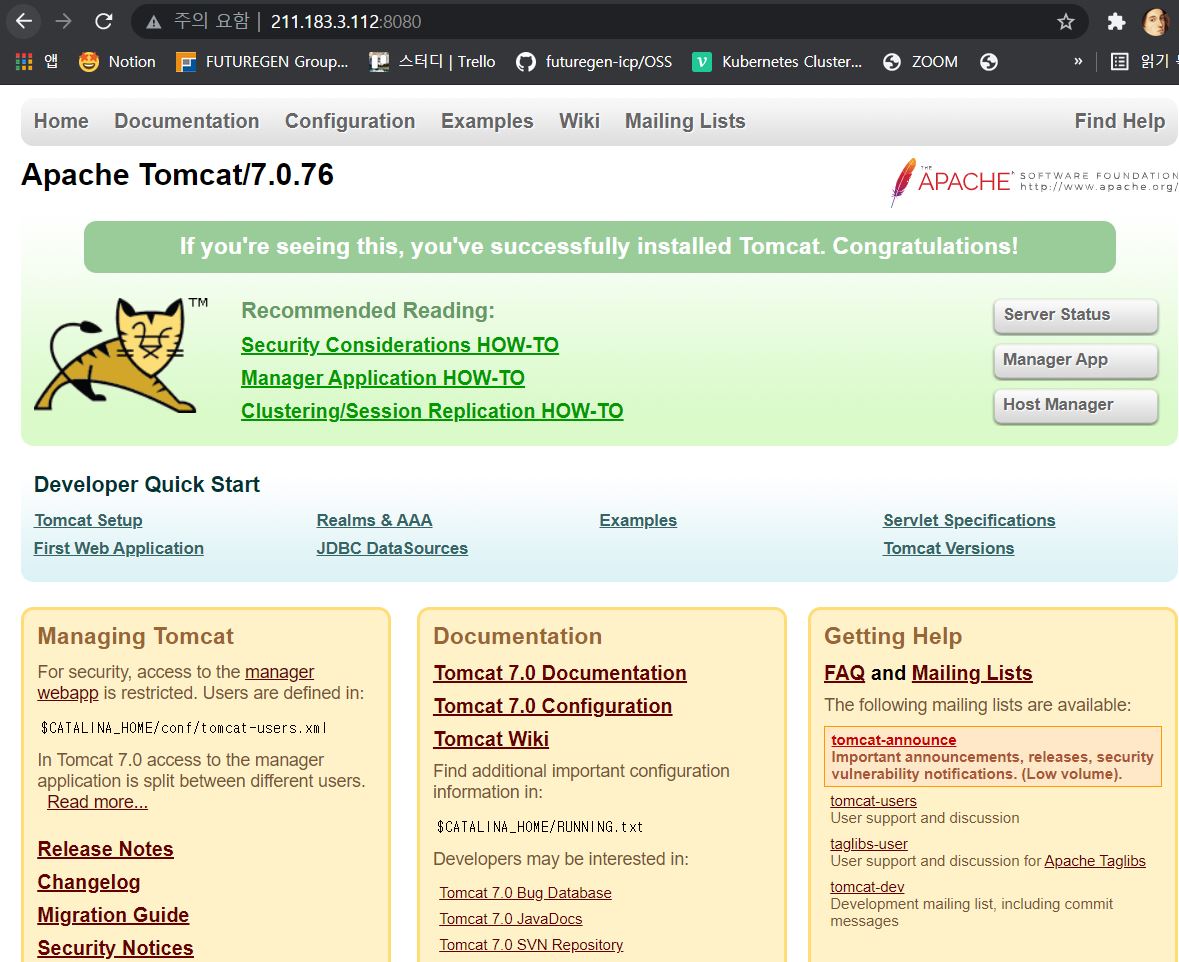 주의 요함 | 211.183.3.112:8080
앱 Notion FUTUREGEN Group... 스터디 | Trello futuregen-icp/OSS Kubernetes Cluster... ZOOM » 읽기
Home Documentation Configuration Examples Wiki Mailing Lists Find Help
Apache Tomcat/7.0.76
THE APACHE SOFTWARE FOUNDATION
http://www.apache.org/
If you're seeing this, you've successfully installed Tomcat. Congratulations!
TM
Recommended Reading:
Security Considerations HOW-TO
Manager Application HOW-TO
Clustering/Session Replication HOW-TO
Server Status
Manager App
Host Manager
Developer Quick Start
Tomcat Setup
First Web Application
Realms & AAA
JDBC DataSources
Examples
Servlet Specifications
Tomcat Versions
Managing Tomcat
For security, access to the manager
webapp is restricted. Users are defined in:
$CATALINA_HOME/conf/tomcat-users.xml
In Tomcat 7.0 access to the manager
application is split between different users.
Read more...
Release Notes
Changelog
Migration Guide
Security Notices
Documentation
Tomcat 7.0 Documentation
Tomcat 7.0 Configuration
Tomcat Wiki
Find additional important configuration
information in:
$CATALINA_HOME/RUNNING.txt
Developers may be interested in:
Tomcat 7.0 Bug Database
Tomcat 7.0 JavaDocs
Tomcat 7.0 SVN Repository
Getting Help
FAQ and Mailing Lists
The following mailing lists are available:
tomcat-announce
Important announcements, releases, security
vulnerability notifications. (Low volume).
tomcat-users
User support and discussion
taglibs-user
User support and discussion for Apache Taglibs
tomcat-dev
Development mailing list, including commit
messages